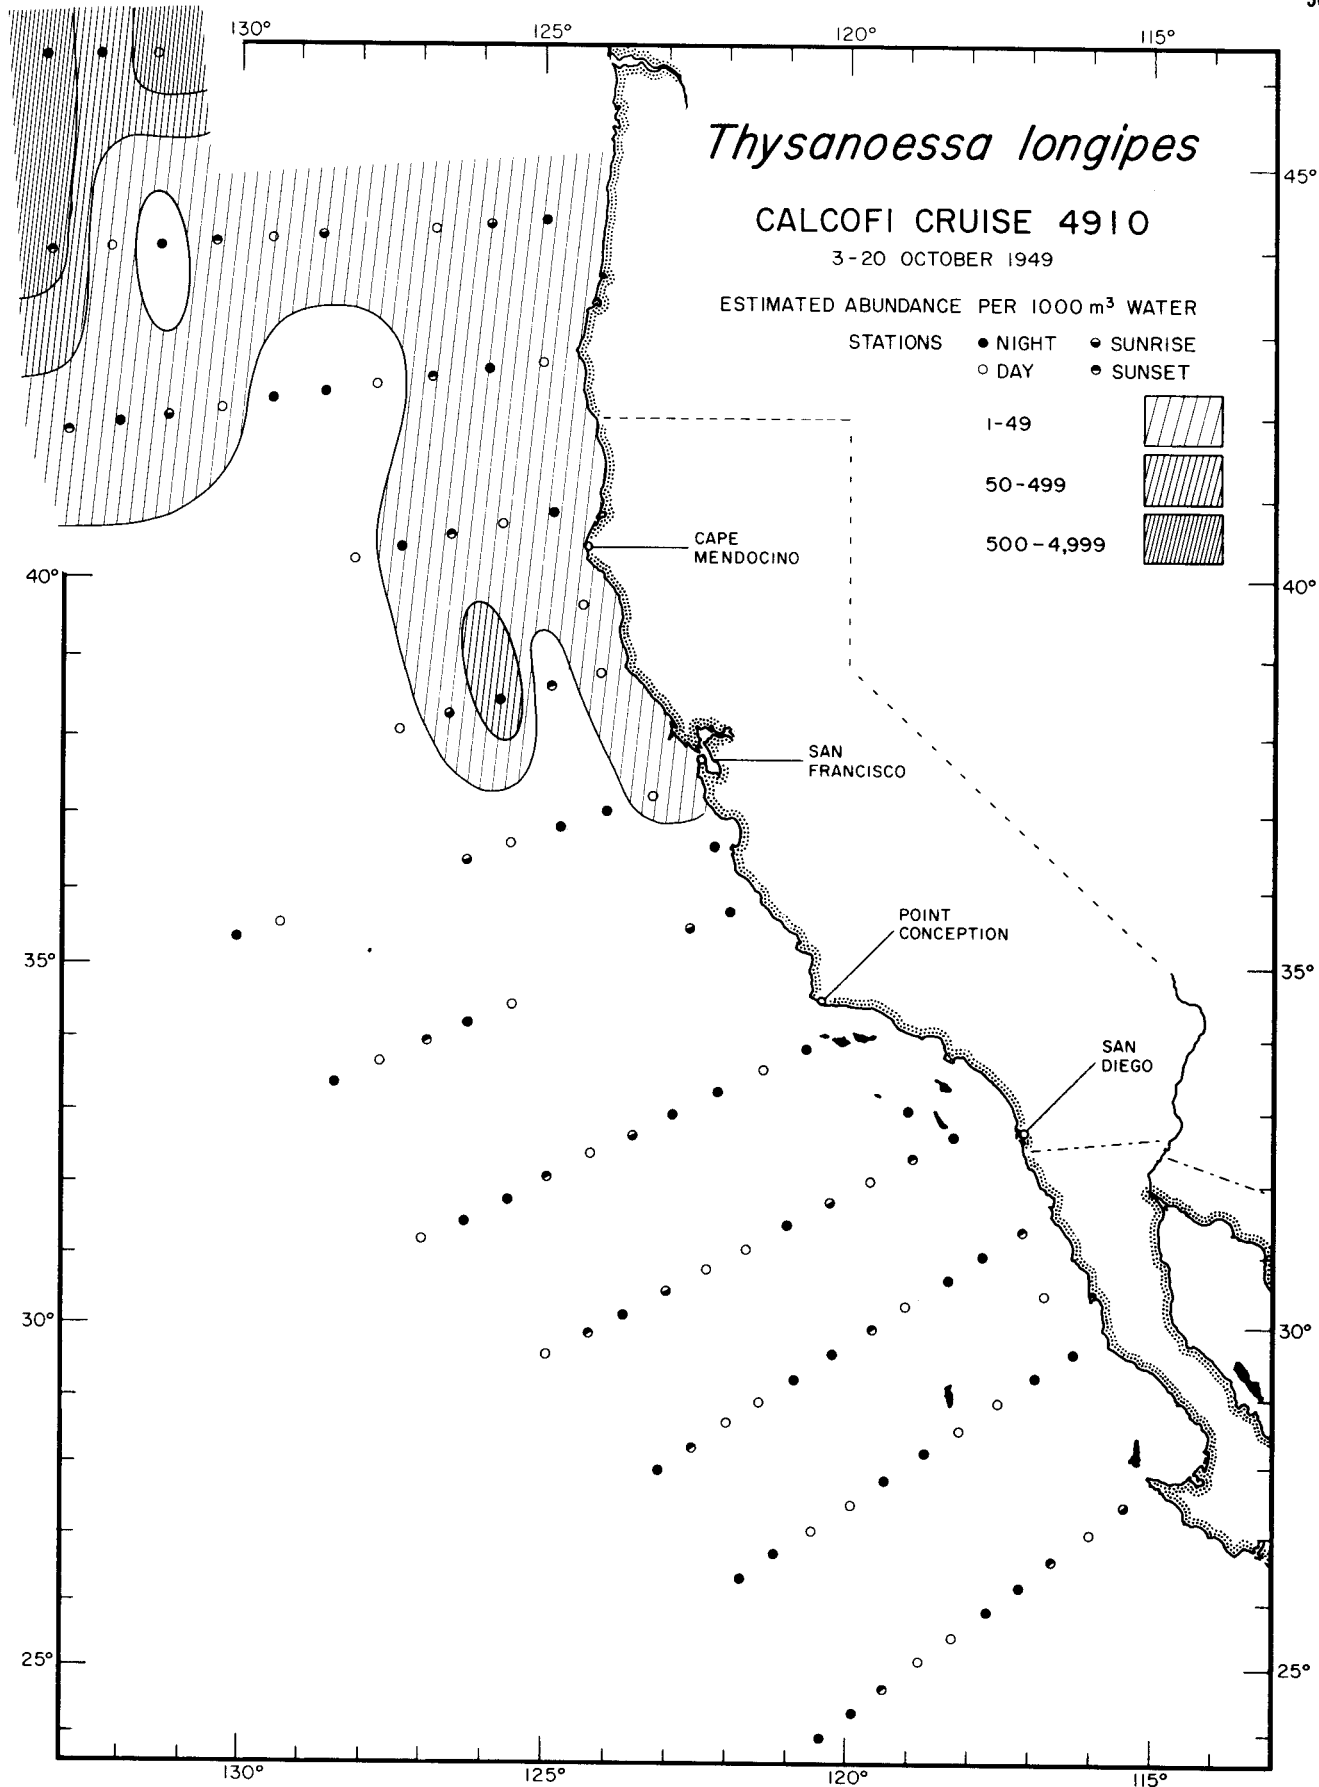 130°
125°
120°
115°
Thysanoessa longipes
45°
CALCOFI CRUISE 4910
3-20 OCTOBER 1949
ESTIMATED ABUNDANCE PER 1000 m³ WATER
STATIONS ● NIGHT ◒ SUNRISE
○ DAY ◓ SUNSET
1-49
50-499
500-4,999
CAPE
MENDOCINO
40°
40°
SAN
FRANCISCO
POINT
CONCEPTION
35°
35°
SAN
DIEGO
30°
30°
25°
25°
130°
125°
120°
115°